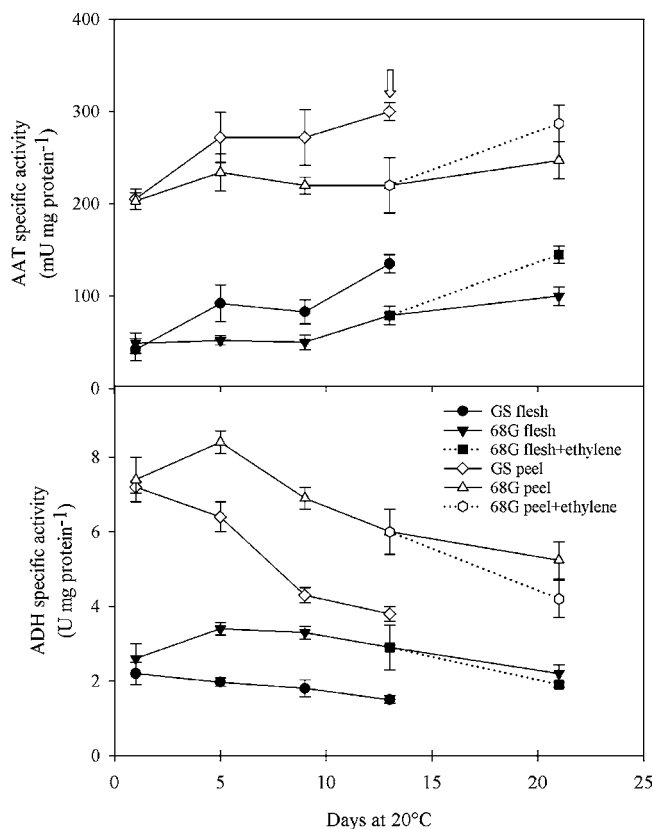 400
300
200
100
0
AAT specific activity
(mU mg protein⁻¹)
8
6
4
2
0
ADH specific activity
(U mg protein⁻¹)
GS flesh
68G flesh
68G flesh+ethylene
GS peel
68G peel
68G peel+ethylene
0 5 10 15 20 25
Days at 20°C